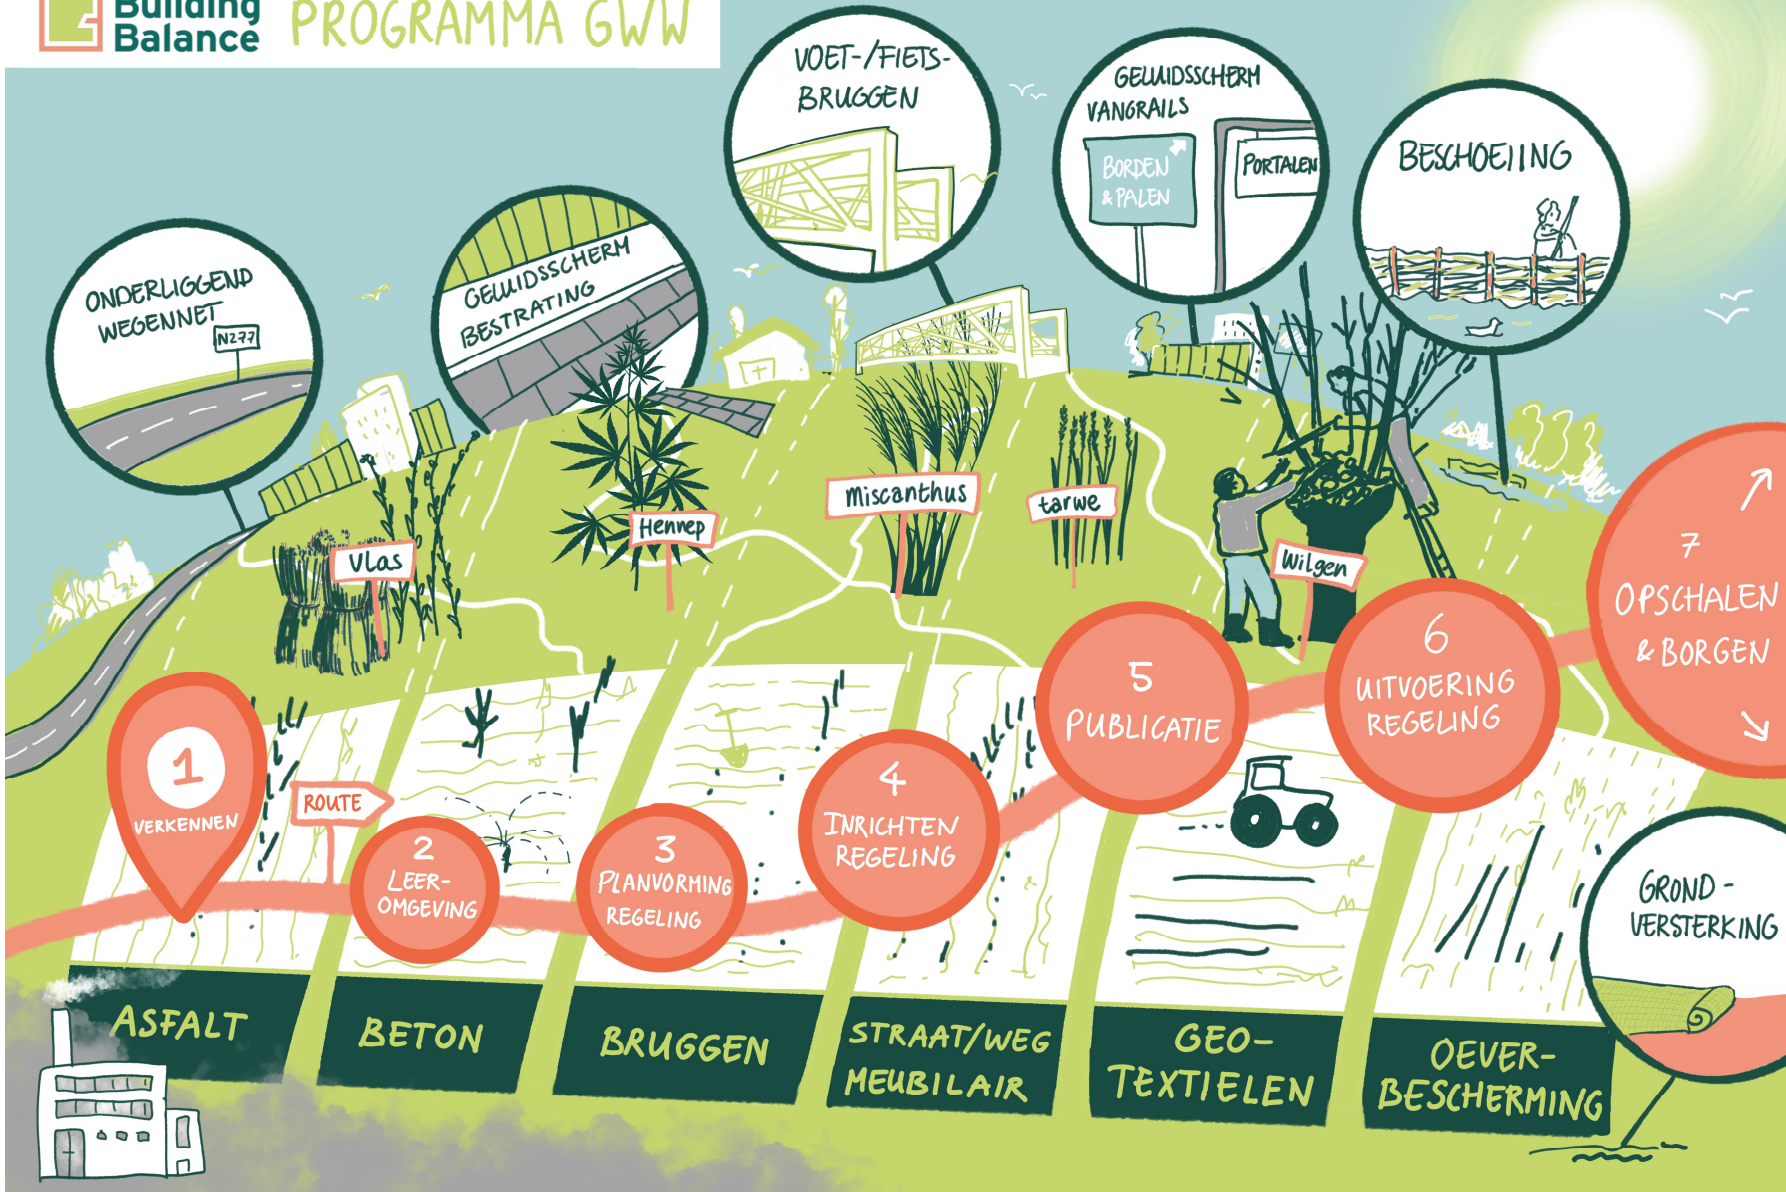 Building
Balance
PROGRAMMA GWW
VOET-/FIETS-
BRUGGEN
GELUIDSSCHERM
VANGRAILS
BORDEN
& PALEN
PORTALEN
BESCHOEIING
ONDERLIGGEND
WEGENNET
N277
GELUIDSSCHERM
BESTRATING
Vlas
Hennep
Miscanthus
tarwe
Wilgen
1
VERKENNEN
ROUTE
2
LEER-
OMGEVING
3
PLANVORMING
REGELING
4
INRICHTEN
REGELING
5
PUBLICATIE
6
UITVOERING
REGELING
7
OPSCHALEN
& BORGEN
GROND-
VERSTERKING
ASFALT
BETON
BRUGGEN
STRAAT/WEG
MEUBILAIR
GEO-
TEXTIELEN
OEVER-
BESCHERMING